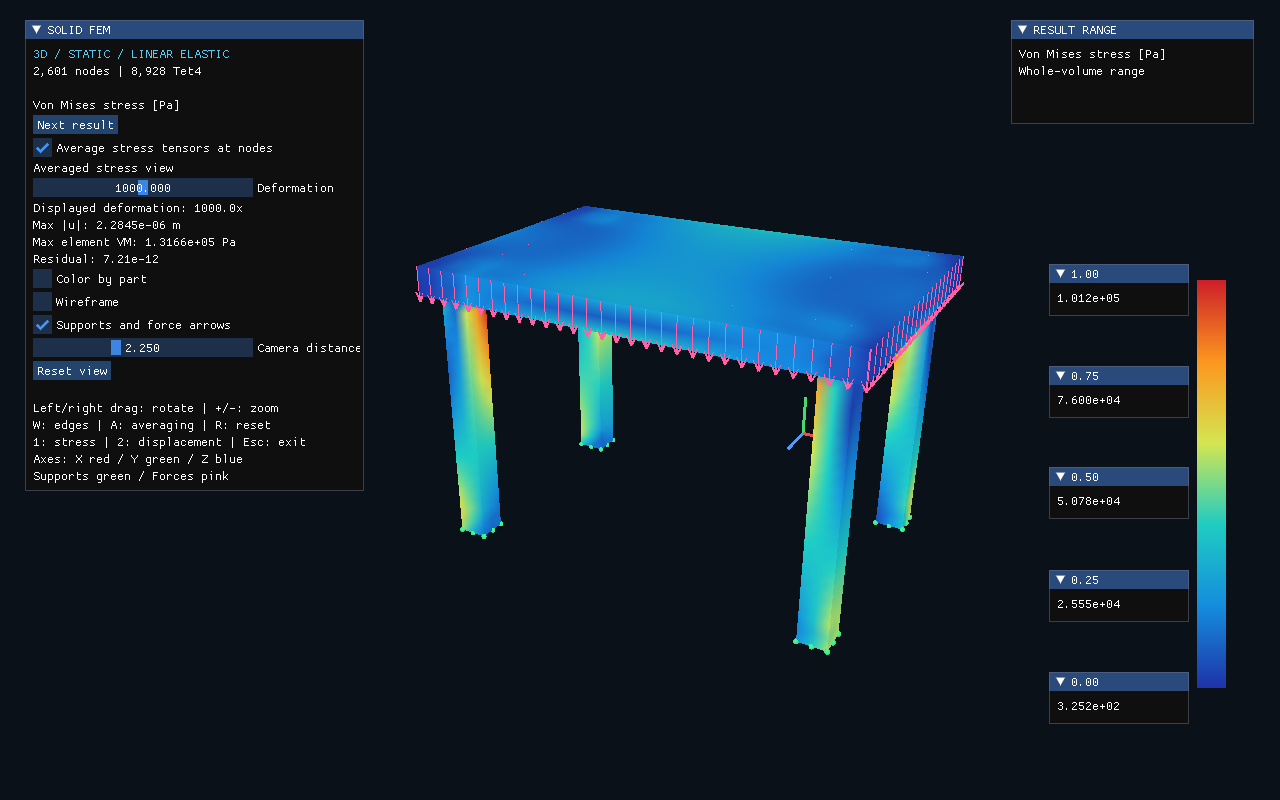 SOLID FEM
3D / STATIC / LINEAR ELASTIC
2,601 nodes | 8,928 Tet4
Von Mises stress [Pa]
Next result
Average stress tensors at nodes
Averaged stress view
1000.000 Deformation
Displayed deformation: 1000.0x
Max |u|: 2.2845e-06 m
Max element VM: 1.3166e+05 Pa
Residual: 7.21e-12
Color by part
Wireframe
Supports and force arrows
2.250 Camera distance
Reset view
Left/right drag: rotate | +/-: zoom
W: edges | A: averaging | R: reset
1: stress | 2: displacement | Esc: exit
Axes: X red / Y green / Z blue
Supports green / Forces pink
RESULT RANGE
Von Mises stress [Pa]
Whole-volume range
1.00
1.012e+05
0.75
7.600e+04
0.50
5.078e+04
0.25
2.555e+04
0.00
3.252e+02